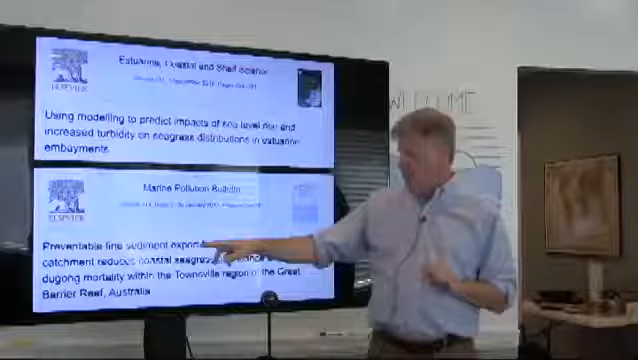 ELSEVIER
Estuarine, Coastal and Shelf Science
Using modelling to predict impacts of sea level rise and
increased turbidity on seagrass distributions in estuarine
embayments
ELSEVIER
Marine Pollution Bulletin
Preventable fine sediment export
catchment reduces coastal seagrass
dugong mortality within the Townsville region of the Great
Barrier Reef, Australia
WELCOME